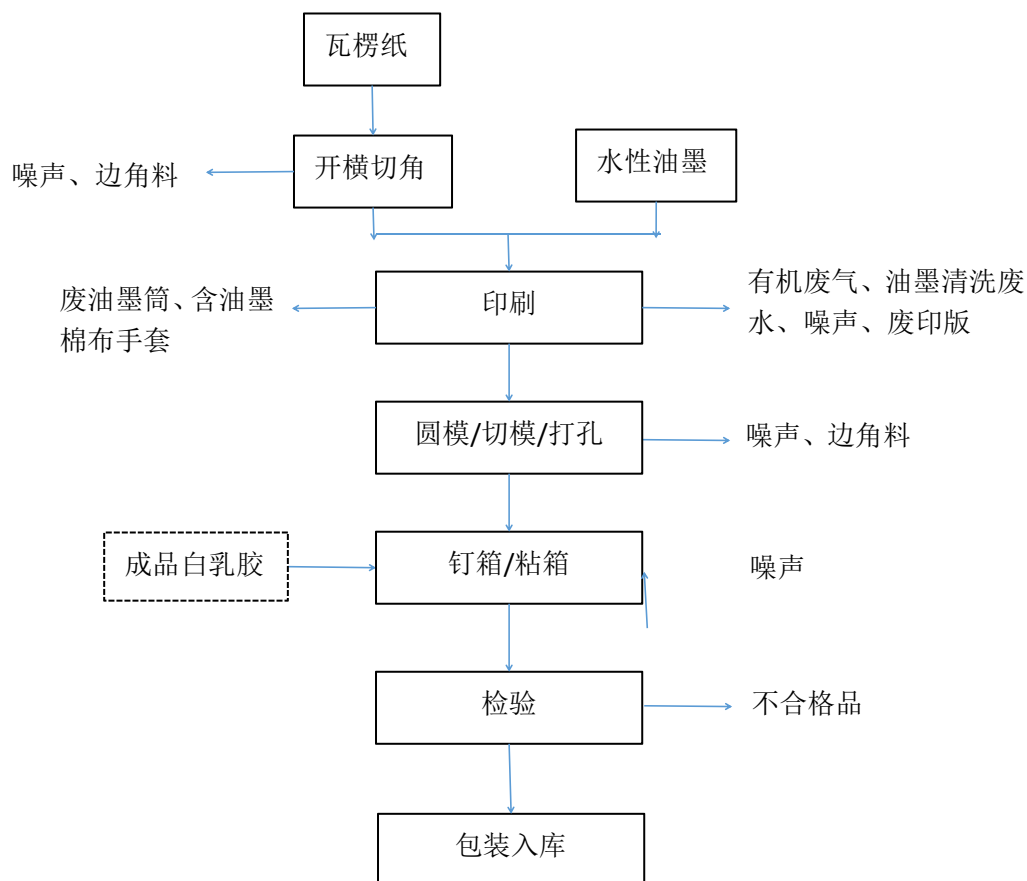 瓦楞纸
噪声、边角料
开横切角
水性油墨
废油墨筒、含油墨
棉布手套
印刷
有机废气、油墨清洗废
水、噪声、废印版
圆模/切模/打孔
噪声、边角料
成品白乳胶
钉箱/粘箱
噪声
检验
不合格品
包装入库